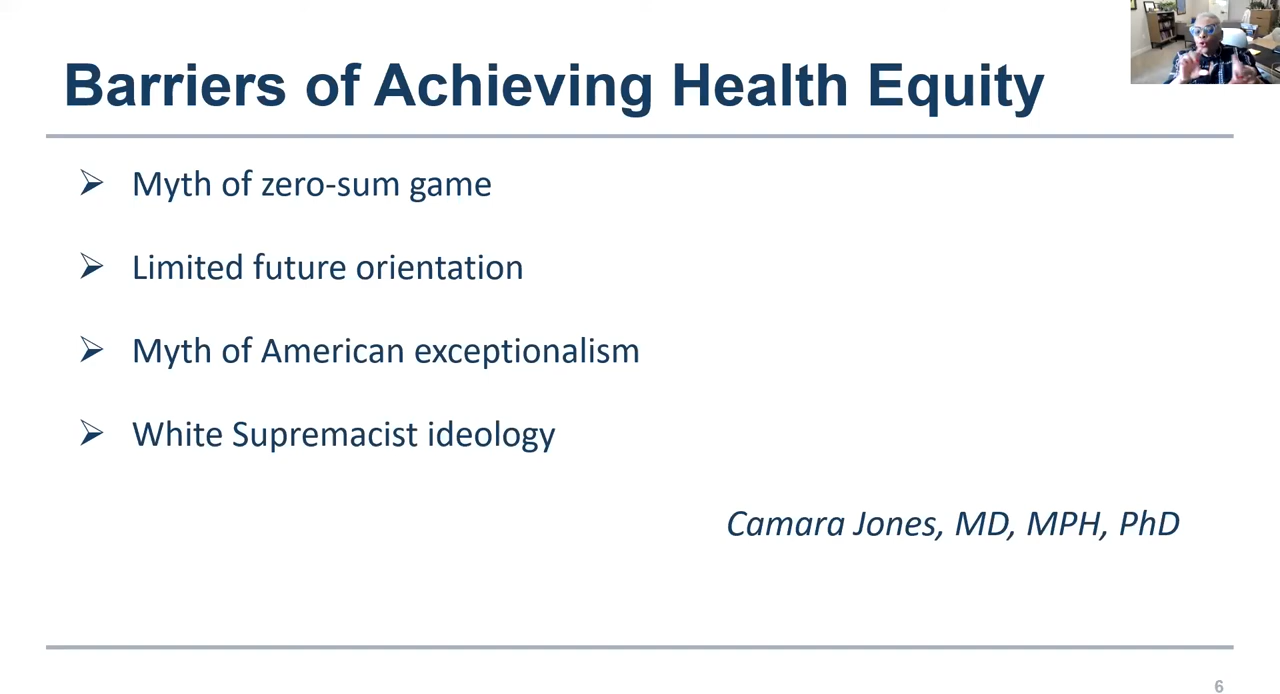 Barriers of Achieving Health Equity
➢ Myth of zero-sum game
➢ Limited future orientation
➢ Myth of American exceptionalism
➢ White Supremacist ideology
Camara Jones, MD, MPH, PhD
6